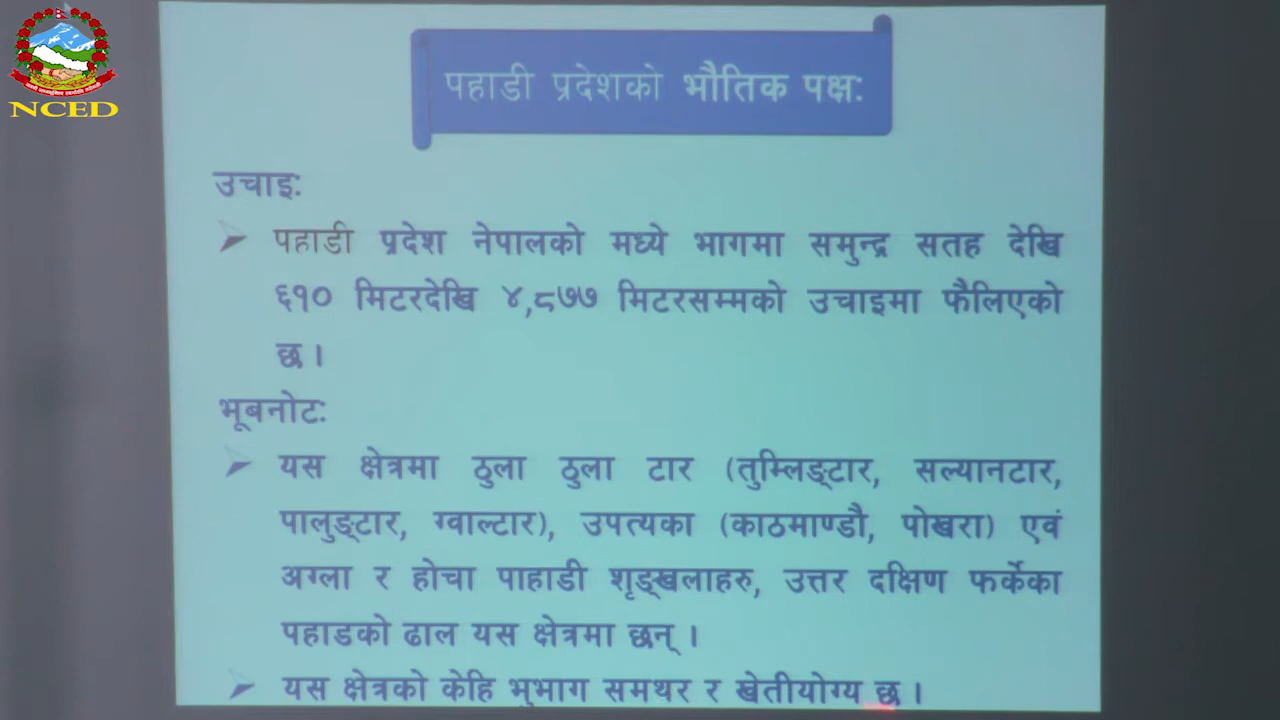 NCED
पहाडी प्रदेशको भौतिक पक्ष:
उचाइ:
पहाडी प्रदेश नेपालको मध्ये भागमा समुन्द्र सतह देखि
६१० मिटरदेखि ४,८७७ मिटरसम्मको उचाइमा फैलिएको
छ ।
भूबनोट:
यस क्षेत्रमा ठुला ठुला टार (तुम्लिङ्टार, सल्यानटार,
पालुङ्टार, ग्वाल्टार), उपत्यका (काठमाण्डौ, पोखरा) एवं
अग्ला र होचा पाहाडी शृङ्खलाहरु, उत्तर दक्षिण फर्केका
पहाडको ढाल यस क्षेत्रमा छन् ।
यस क्षेत्रको केहि भुभाग समथर र खेतीयोग्य छ ।